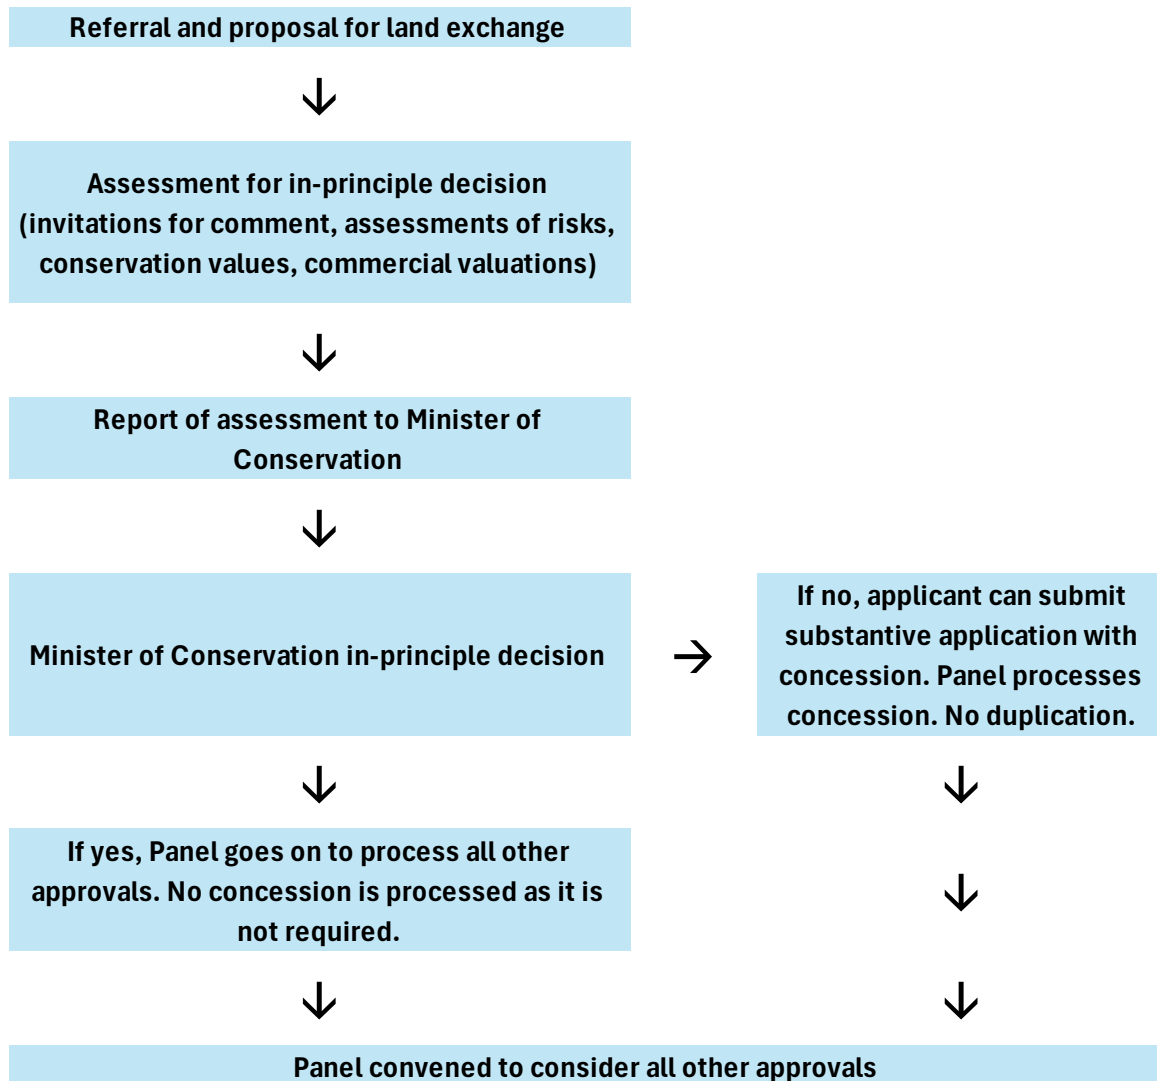 Referral and proposal for land exchange
Assessment for in-principle decision
(invitations for comment, assessments of risks,
conservation values, commercial valuations)
Report of assessment to Minister of
Conservation
Minister of Conservation in-principle decision
If no, applicant can submit
substantive application with
concession. Panel processes
concession. No duplication.
If yes, Panel goes on to process all other
approvals. No concession is processed as it is
not required.
Panel convened to consider all other approvals